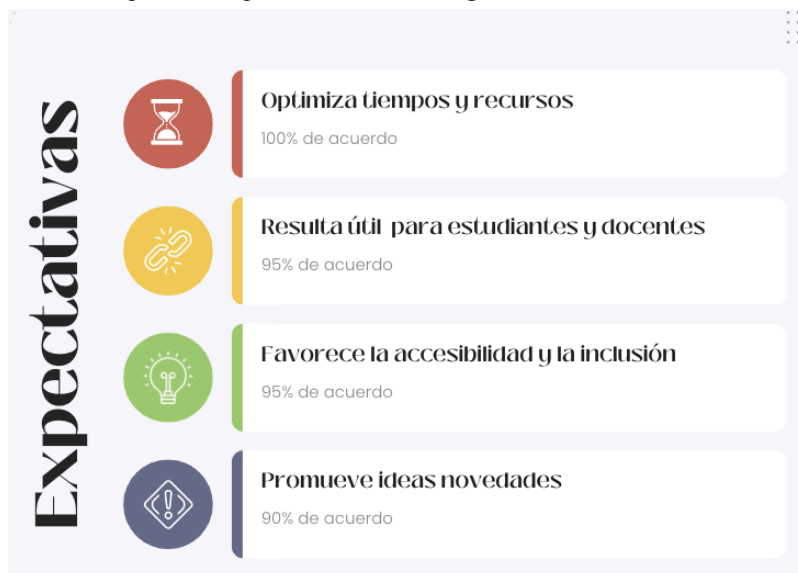 Expectativas
Optimiza tiempos y recursos
100% de acuerdo
Resulta útil para estudiantes y docentes
95% de acuerdo
Favorece la accesibilidad y la inclusión
95% de acuerdo
Promueve ideas novedades
90% de acuerdo